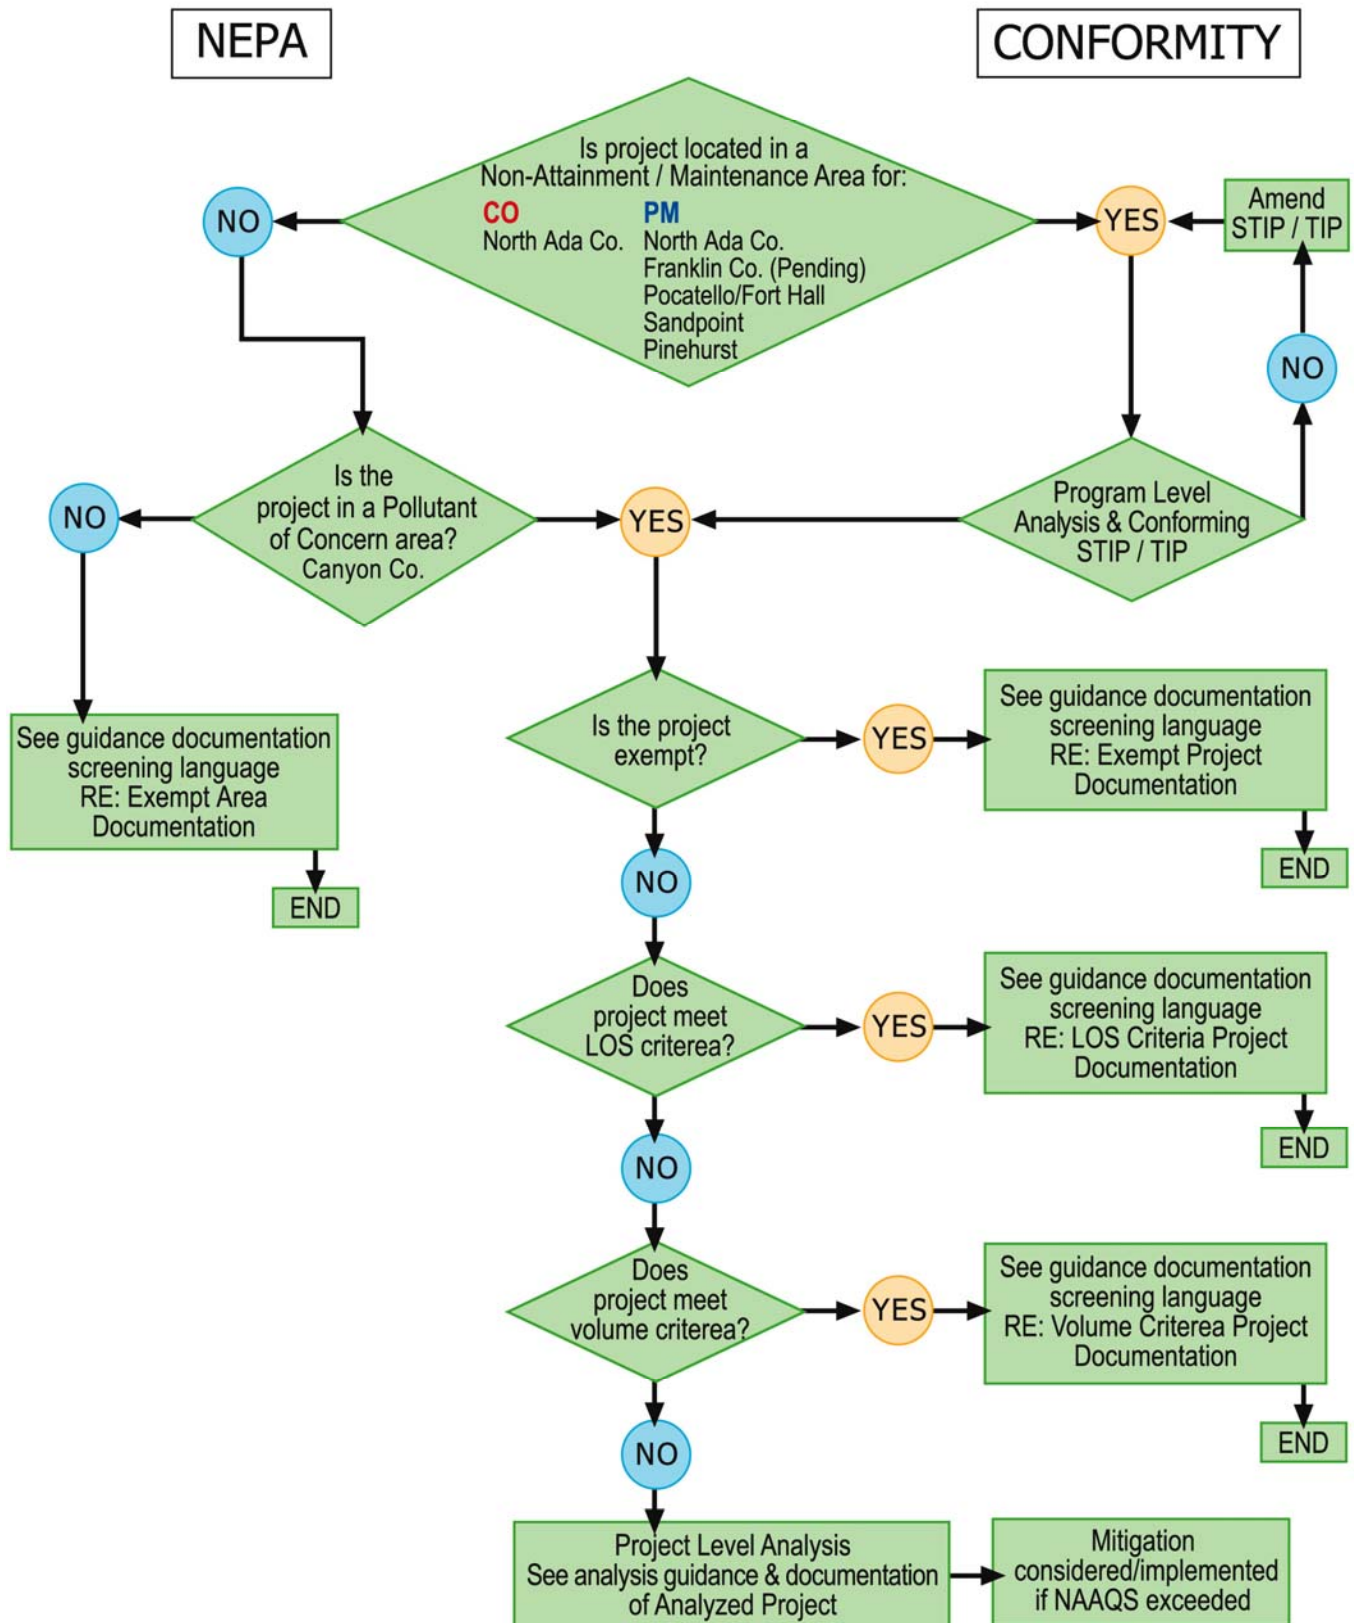 NEPA
CONFORMITY
Is project located in a
Non-Attainment / Maintenance Area for:
CO
North Ada Co.
PM
North Ada Co.
Franklin Co. (Pending)
Pocatello/Fort Hall
Sandpoint
Pinehurst
NO
YES
Amend
STIP / TIP
NO
Is the
project in a Pollutant
of Concern area?
Canyon Co.
NO
YES
Program Level
Analysis & Conforming
STIP / TIP
See guidance documentation
screening language
RE: Exempt Area
Documentation
END
Is the project
exempt?
YES
See guidance documentation
screening language
RE: Exempt Project
Documentation
END
NO
Does
project meet
LOS criterea?
YES
See guidance documentation
screening language
RE: LOS Criteria Project
Documentation
END
NO
Does
project meet
volume criterea?
YES
See guidance documentation
screening language
RE: Volume Criterea Project
Documentation
END
NO
Project Level Analysis
See analysis guidance & documentation
of Analyzed Project
Mitigation
considered/implemented
if NAAQS exceeded